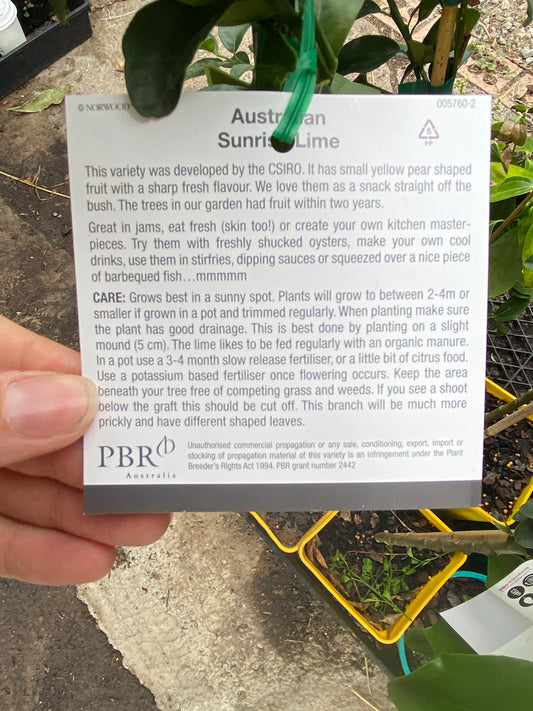 © NORWOOD
005760-2
Sunrise Lime
5
PP
This variety was developed by the CSIRO. It has small yellow pear shaped
fruit with a sharp fresh flavour. We love them as a snack straight off the
bush. The trees in our garden had fruit within two years.
Great in jams, eat fresh (skin too!) or create your own kitchen master-
pieces. Try them with freshly shucked oysters, make your own cool
drinks, use them in stirfries, dipping sauces or squeezed over a nice piece
of barbequed fish...mmmmm
CARE: Grows best in a sunny spot. Plants will grow to between 2-4m or
smaller if grown in a pot and trimmed regularly. When planting make sure
the plant has good drainage. This is best done by planting on a slight
mound (5 cm). The lime likes to be fed regularly with an organic manure.
In a pot use a 3-4 month slow release fertiliser, or a little bit of citrus food.
Use a potassium based fertiliser once flowering occurs. Keep the area
beneath your tree free of competing grass and weeds. If you see a shoot
below the graft this should be cut off. This branch will be much more
prickly and have different shaped leaves.
PBR
Australia
Unauthorised commercial propagation or any sale, conditioning, export, import or
stocking of propagation material of this variety is an infringement under the Plant
Breeder's Rights Act 1994. PBR grant number 2442